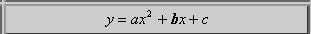 y = ax² + bx + c